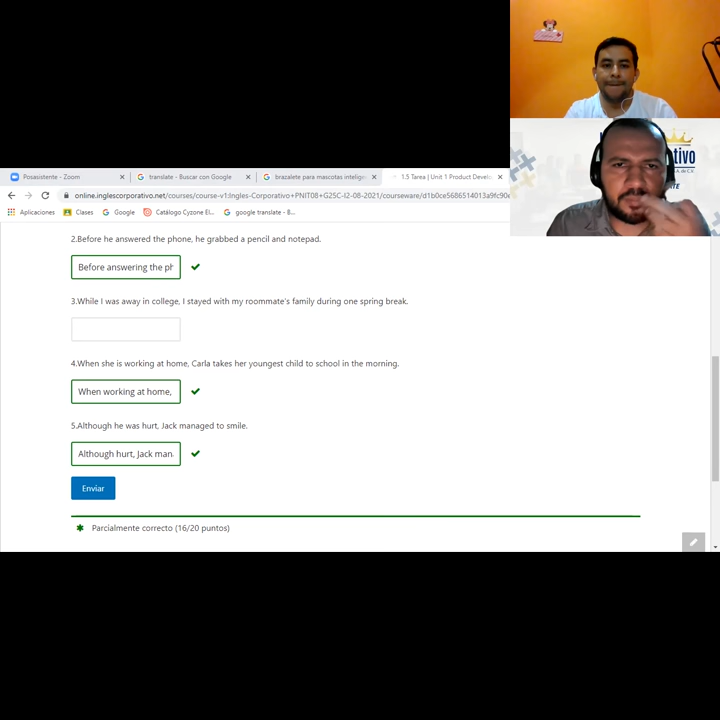 Posasistente - Zoom
translate - Buscar con Google
brazalete para mascotas intelig
1.5 Tarea | Unit 1 Product Develo
online.inglescorporativo.net/courses/course-v1:Ingles-Corporativo+PNIT08+G25C-I2-08-2021/courseware/d1b0ce5686514013a9fc90e
Aplicaciones
Clases
Google
Catálogo Cyzone El...
google translate - B...
2.Before he answered the phone, he grabbed a pencil and notepad.
Before answering the ph
3.While I was away in college, I stayed with my roommate's family during one spring break.
4.When she is working at home, Carla takes her youngest child to school in the morning.
When working at home,
5.Although he was hurt, Jack managed to smile.
Although hurt, Jack man
Enviar
Parcialmente correcto (16/20 puntos)